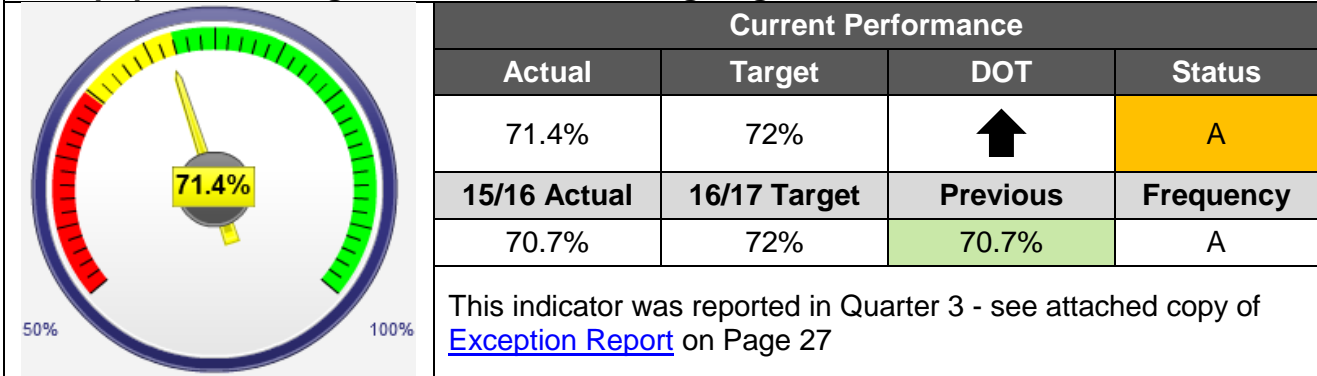 Current Performance
Actual Target DOT Status
71.4% 72% A
15/16 Actual 16/17 Target Previous Frequency
70.7% 72% 70.7% A
This indicator was reported in Quarter 3 - see attached copy of
Exception Report on Page 27
71.4%
50% 100%